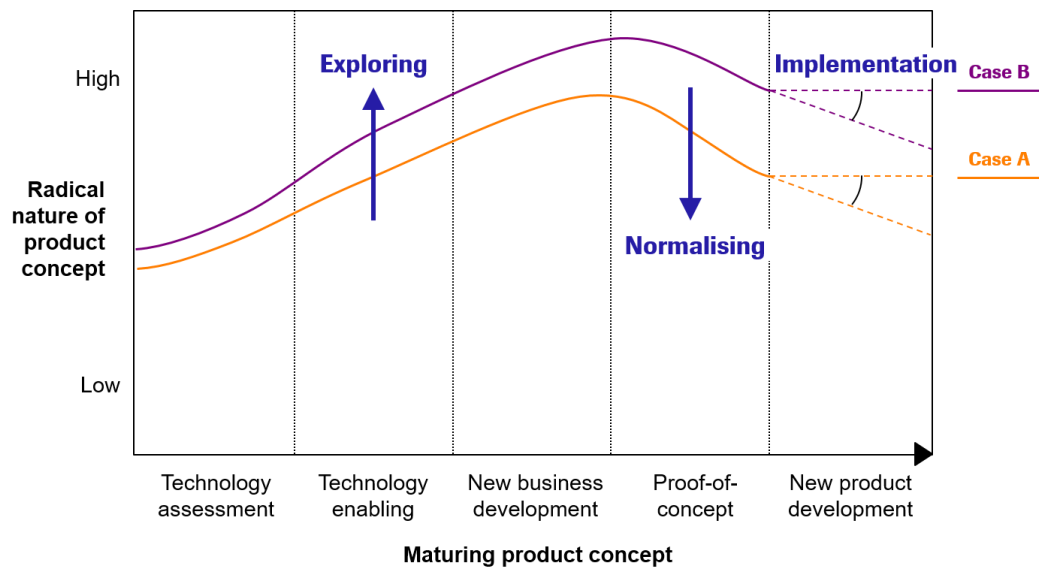 High
Exploring
Implementation
Case B
Case A
Radical
nature of
product
concept
Normalising
Low
Technology
assessment
Technology
enabling
New business
development
Proof-of-
concept
New product
development
Maturing product concept